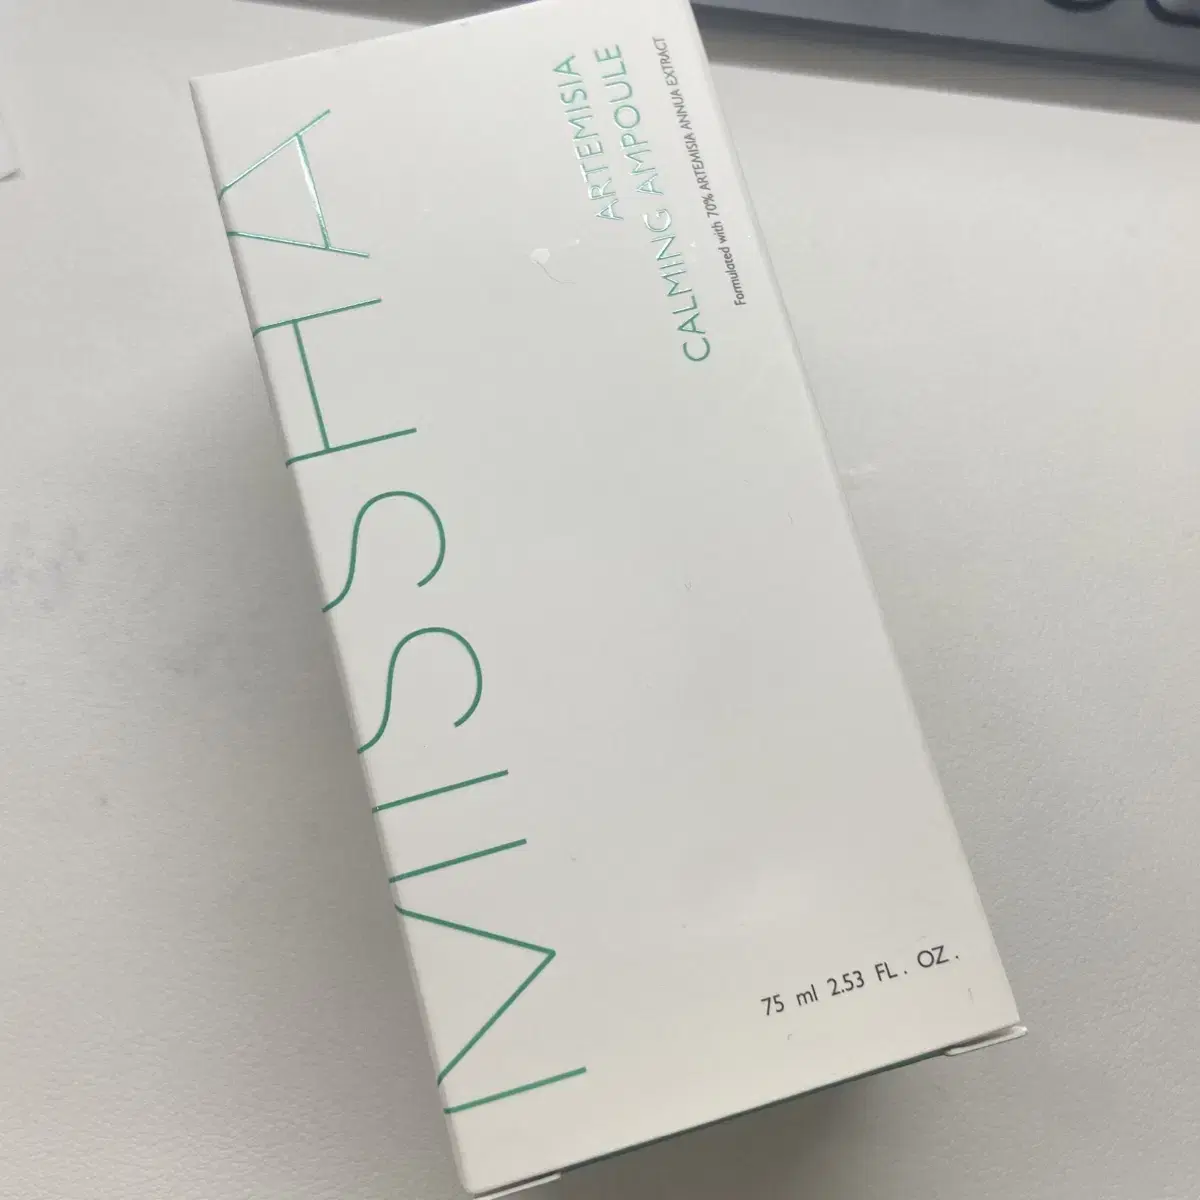 MISSHA
ARTEMISIA
CALMING AMPOULE
Formulated with 70% ARTEMISIA ANNUA EXTRACT
75 ml 2.53 FL. OZ.